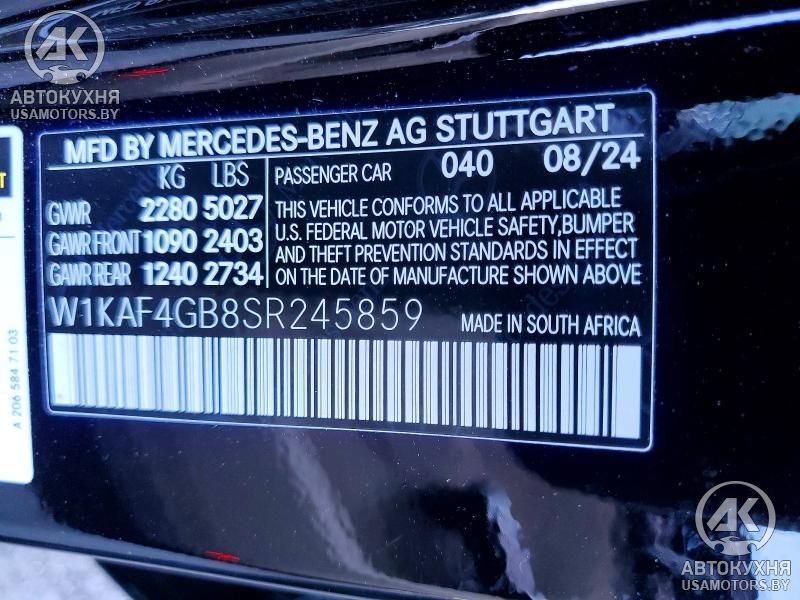 АК
АВТОКУХНЯ
USAMOTORS.BY
MFD BY MERCEDES-BENZ AG STUTTGART
KG LBS
GVWR 2280 5027
GAWR FRONT 1090 2403
GAWR REAR 1240 2734
PASSENGER CAR 040 08/24
THIS VEHICLE CONFORMS TO ALL APPLICABLE
U.S. FEDERAL MOTOR VEHICLE SAFETY, BUMPER
AND THEFT PREVENTION STANDARDS IN EFFECT
ON THE DATE OF MANUFACTURE SHOWN ABOVE
W1KAF4GB8SR245859
MADE IN SOUTH AFRICA
A 206 584 71 03
АК
АВТОКУХНЯ
USAMOTORS.BY